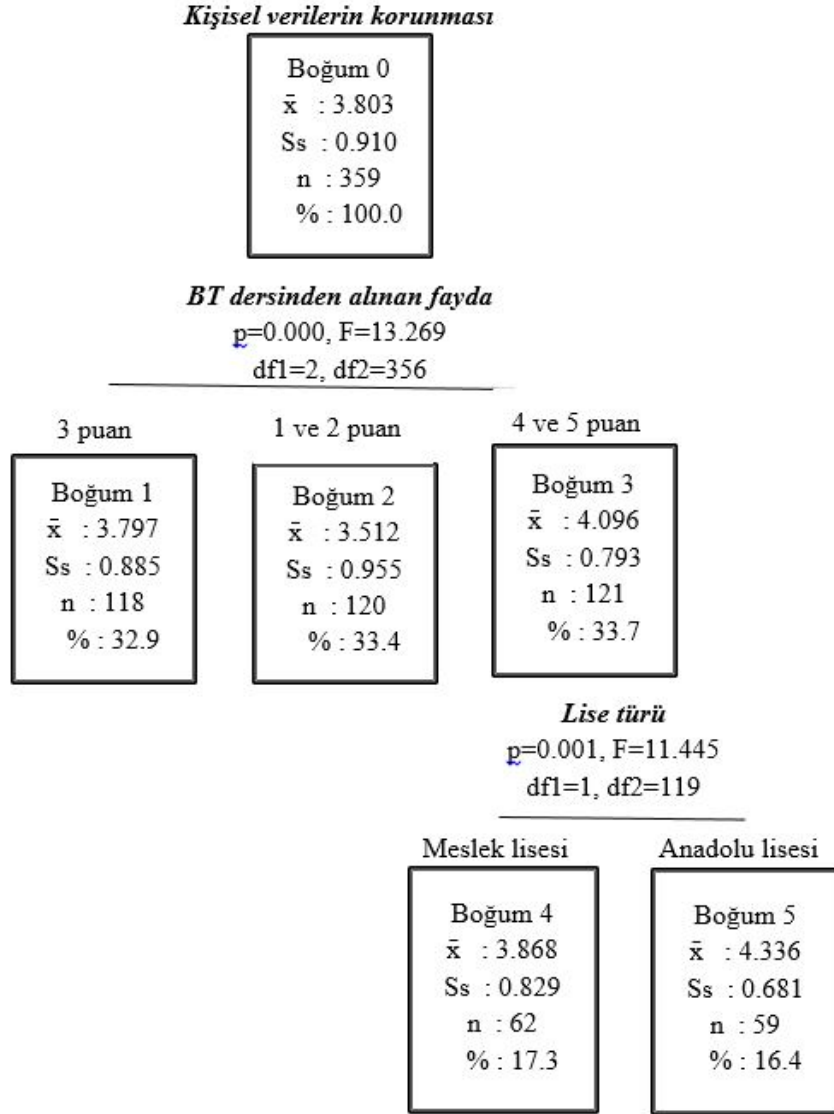 Kişisel verilerin korunması
Boğum 0
x̄ : 3.803
Ss : 0.910
n : 359
% : 100.0
BT dersinden alınan fayda
p=0.000, F=13.269
df1=2, df2=356
3 puan
Boğum 1
x̄ : 3.797
Ss : 0.885
n : 118
% : 32.9
1 ve 2 puan
Boğum 2
x̄ : 3.512
Ss : 0.955
n : 120
% : 33.4
4 ve 5 puan
Boğum 3
x̄ : 4.096
Ss : 0.793
n : 121
% : 33.7
Lise türü
p=0.001, F=11.445
df1=1, df2=119
Meslek lisesi
Boğum 4
x̄ : 3.868
Ss : 0.829
n : 62
% : 17.3
Anadolu lisesi
Boğum 5
x̄ : 4.336
Ss : 0.681
n : 59
% : 16.4